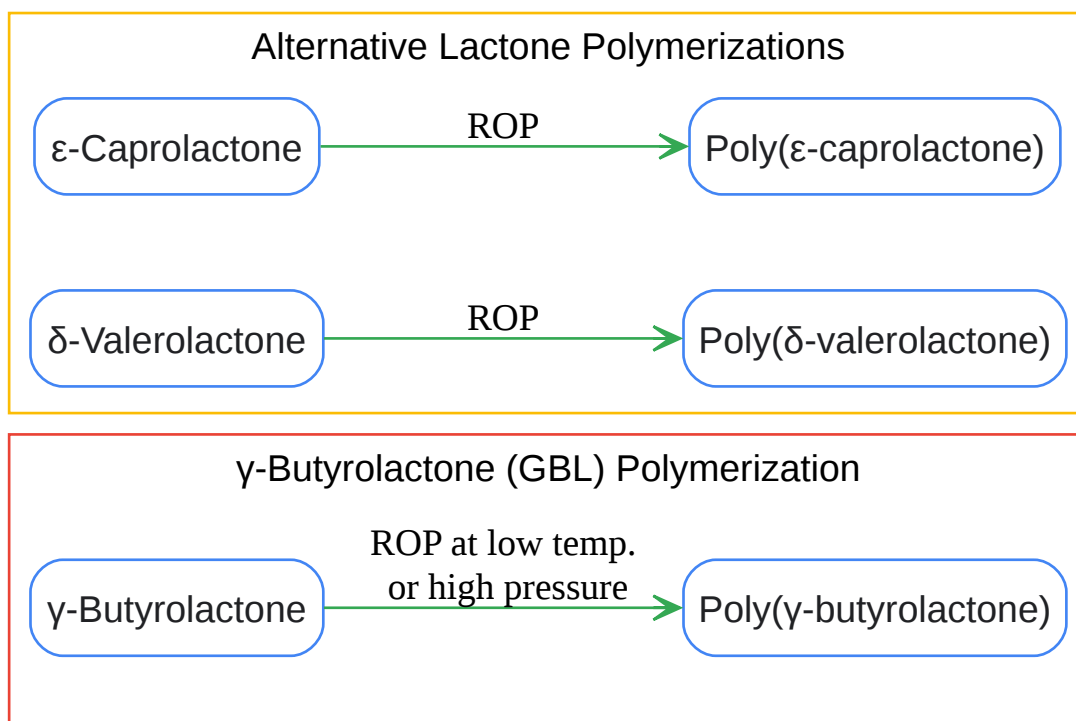 Alternative Lactone Polymerizations
ε-Caprolactone
ROP
Poly(ε-caprolactone)
δ-Valerolactone
ROP
Poly(δ-valerolactone)
γ-Butyrolactone (GBL) Polymerization
γ-Butyrolactone
ROP at low temp.
or high pressure
Poly(γ-butyrolactone)